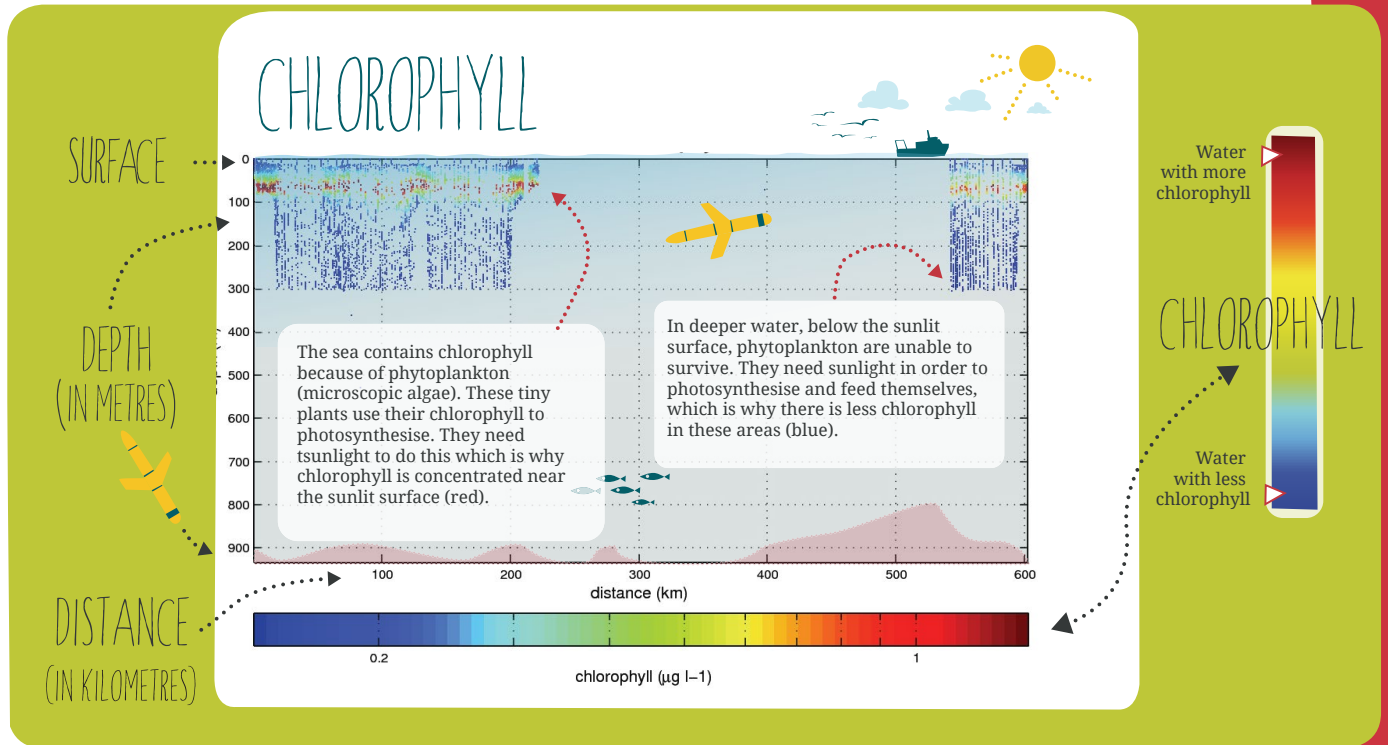 CHLOROPHYLL
SURFACE
DEPTH
(IN METRES)
DISTANCE
(IN KILOMETRES)
0
100
200
300
400
500
600
700
800
900
The sea contains chlorophyll
because of phytoplankton
(microscopic algae). These tiny
plants use their chlorophyll to
photosynthesise. They need
tsunlight to do this which is why
chlorophyll is concentrated near
the sunlit surface (red).
In deeper water, below the sunlit
surface, phytoplankton are unable to
survive. They need sunlight in order to
photosynthesise and feed themselves,
which is why there is less chlorophyll
in these areas (blue).
100 200 300 400 500 600
distance (km)
0.2 1
chlorophyll (µg l−1)
Water
with more
chlorophyll
CHLOROPHYLL
Water
with less
chlorophyll